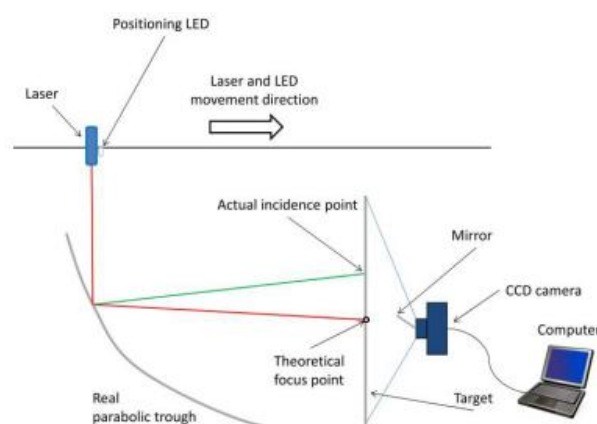 Positioning LED
Laser
Laser and LED
movement direction
Actual incidence point
Mirror
CCD camera
Computer
Theoretical
focus point
Target
Real
parabolic trough